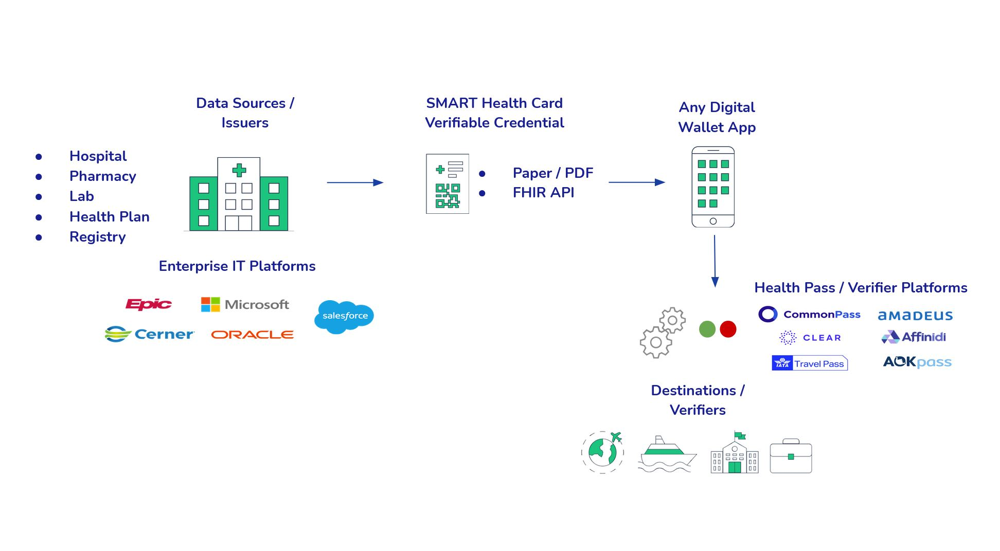 Data Sources /
Issuers
● Hospital
● Pharmacy
● Lab
● Health Plan
● Registry
Enterprise IT Platforms
Epic
Microsoft
salesforce
Cerner
ORACLE
SMART Health Card
Verifiable Credential
● Paper / PDF
● FHIR API
Any Digital
Wallet App
Health Pass / Verifier Platforms
CommonPass
amaDEUS
CLEAR
Affinidi
IATA Travel Pass
AOKpass
Destinations /
Verifiers